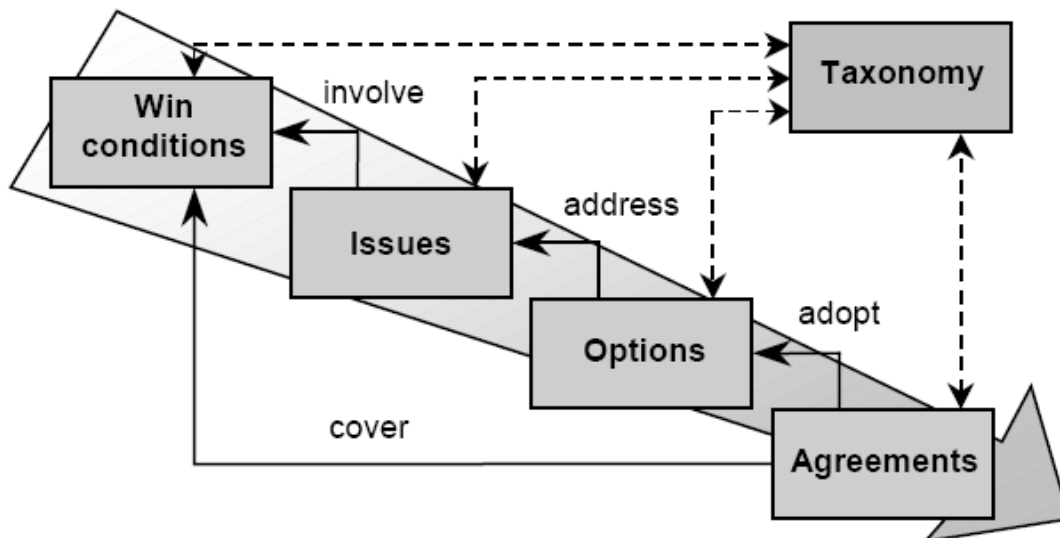 Taxonomy
involve
Win
conditions
address
Issues
adopt
Options
cover
Agreements